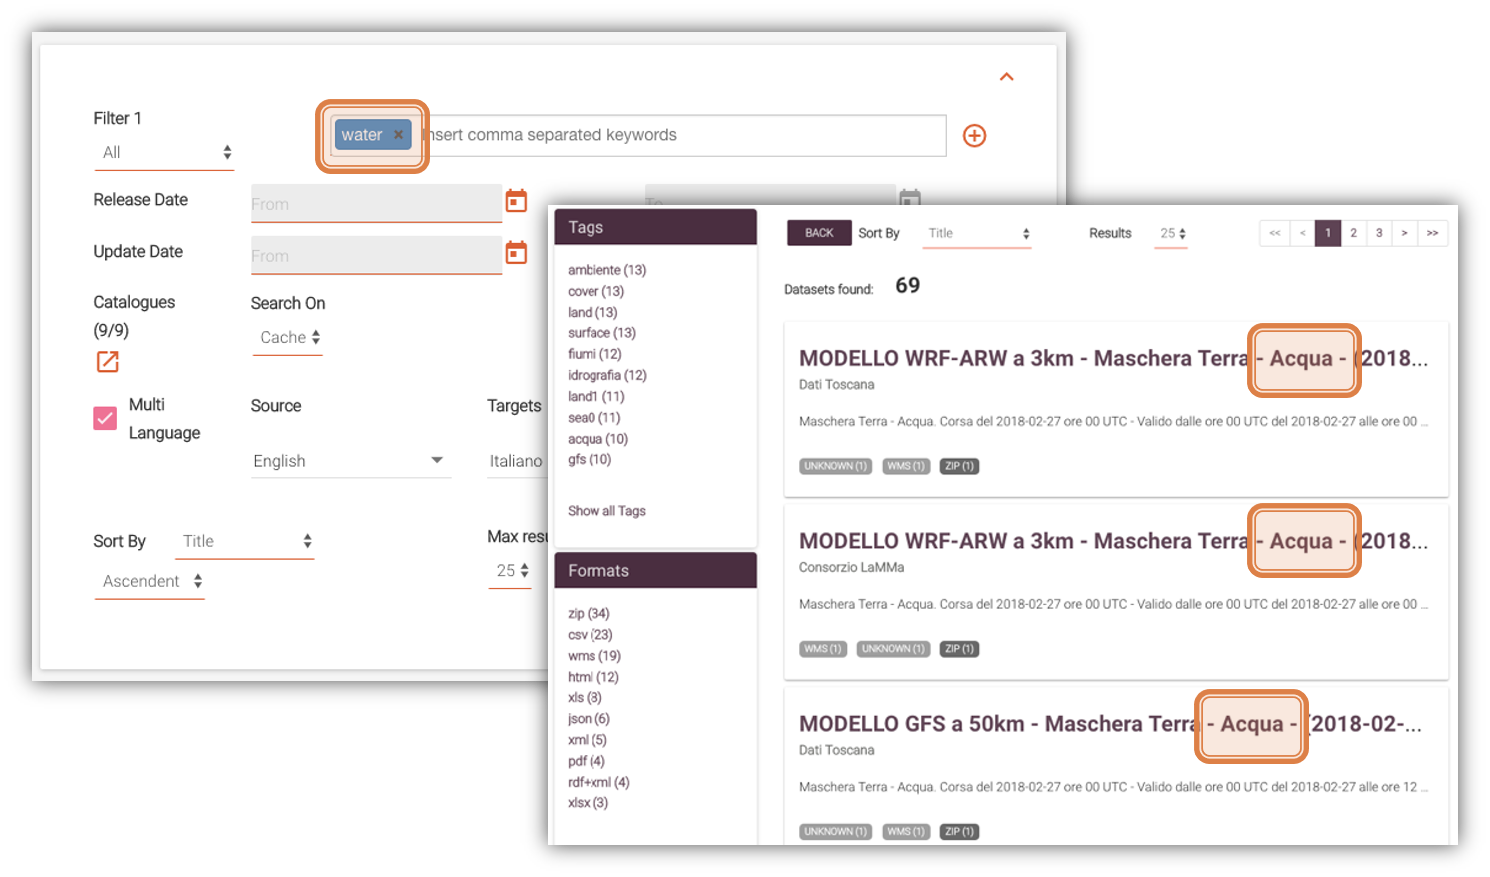 Filter 1
All
water × Insert comma separated keywords
Release Date
From
To
Update Date
From
Catalogues
(9/9)
Search On
Cache
Multi
Language
Source
English
Targets
Italiano
Sort By
Title
Ascendent
25
Tags
ambiente (13)
cover (13)
land (13)
surface (13)
fiumi (12)
idrografia (12)
land1 (11)
sea0 (11)
acqua (10)
gfs (10)
Show all Tags
Formats
zip (34)
csv (23)
wms (19)
html (12)
xls (8)
json (6)
xml (5)
pdf (4)
rdf+xml (4)
xlsx (3)
BACK Sort By Title Results 25 << < 1 2 3 > >>
Datasets found: 69
MODELLO WRF-ARW a 3km - Maschera Terra - Acqua - (2018...
Dati Toscana
Maschera Terra - Acqua. Corsa del 2018-02-27 ore 00 UTC - Valido dalle ore 00 UTC del 2018-02-27 alle ore 00 ...
UNKNOWN (1) WMS (1) ZIP (1)
MODELLO WRF-ARW a 3km - Maschera Terra - Acqua - (2018...
Consorzio LaMMa
Maschera Terra - Acqua. Corsa del 2018-02-27 ore 00 UTC - Valido dalle ore 00 UTC del 2018-02-27 alle ore 00 ...
WMS (1) UNKNOWN (1) ZIP (1)
MODELLO GFS a 50km - Maschera Terra - Acqua - (2018-02-...
Dati Toscana
Maschera Terra - Acqua. Corsa del 2018-02-27 ore 00 UTC - Valido dalle ore 00 UTC del 2018-02-27 alle ore 12 ...
UNKNOWN (1) WMS (1) ZIP (1)